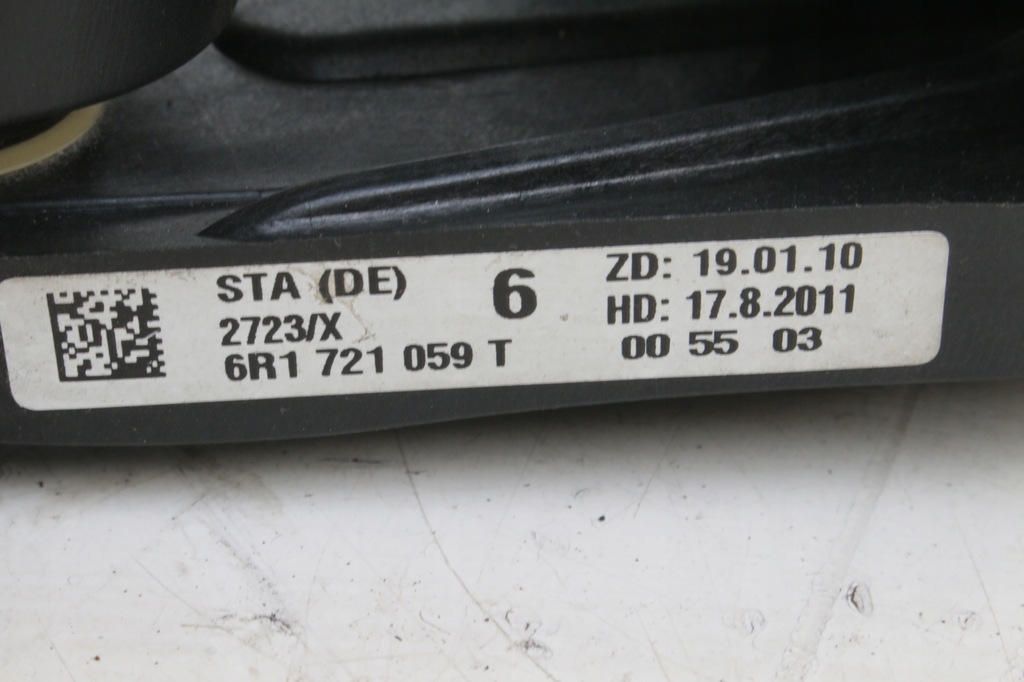 STA (DE)
2723/X
6R1 721 059 T
6
ZD: 19.01.10
HD: 17.8.2011
00 55 03